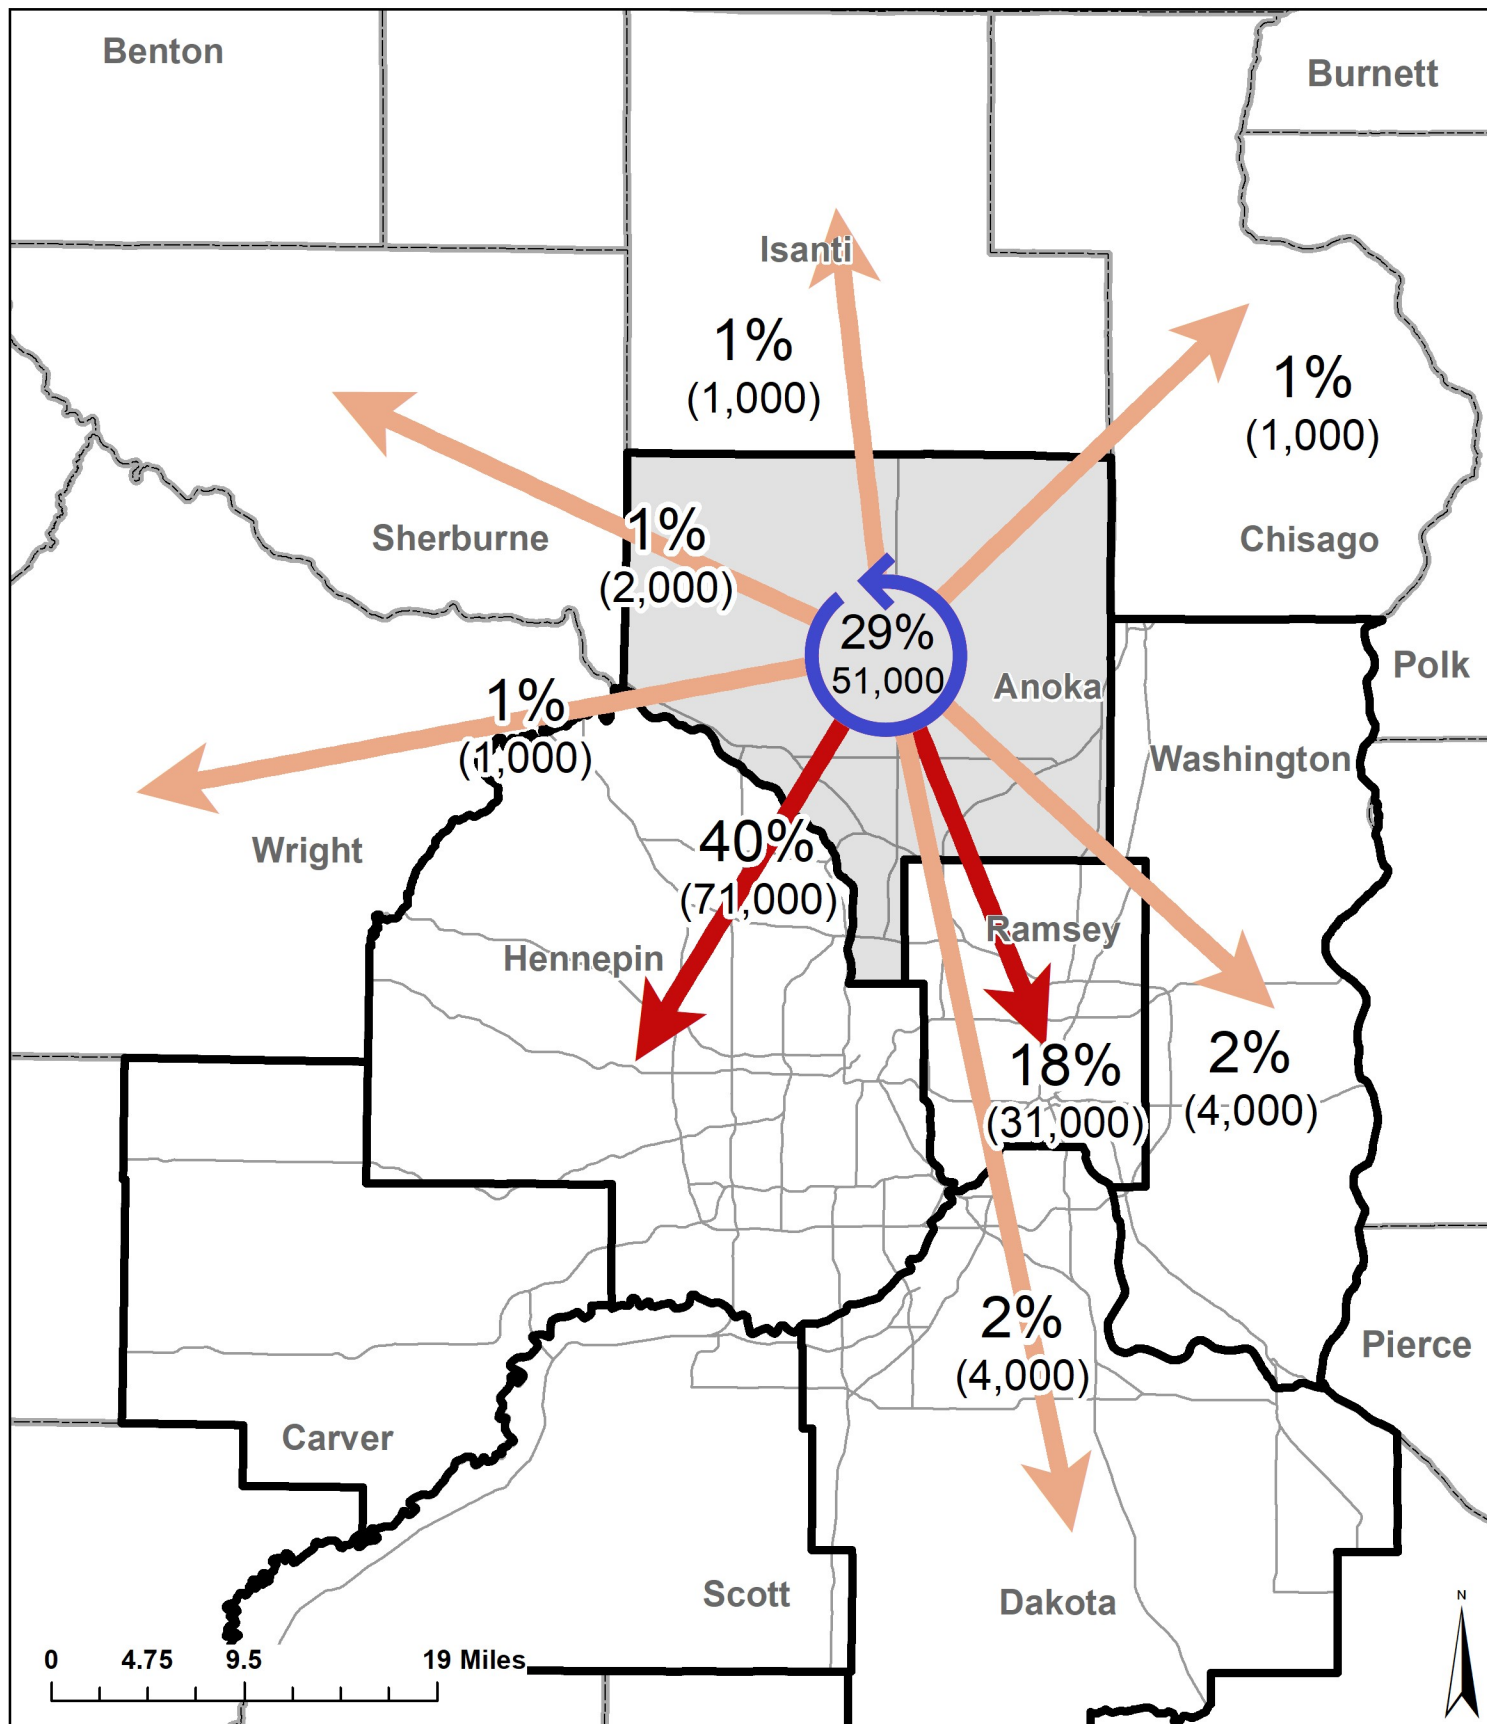 Benton
Burnett
Isanti
1%
(1,000)
1%
(1,000)
Sherburne
1%
(2,000)
Chisago
29%
51,000
Anoka
Polk
1%
(1,000)
Washington
Wright
40%
(71,000)
Ramsey
Hennepin
18%
(31,000)
2%
(4,000)
2%
(4,000)
Pierce
Carver
Scott
Dakota
N
0 4.75 9.5 19 Miles